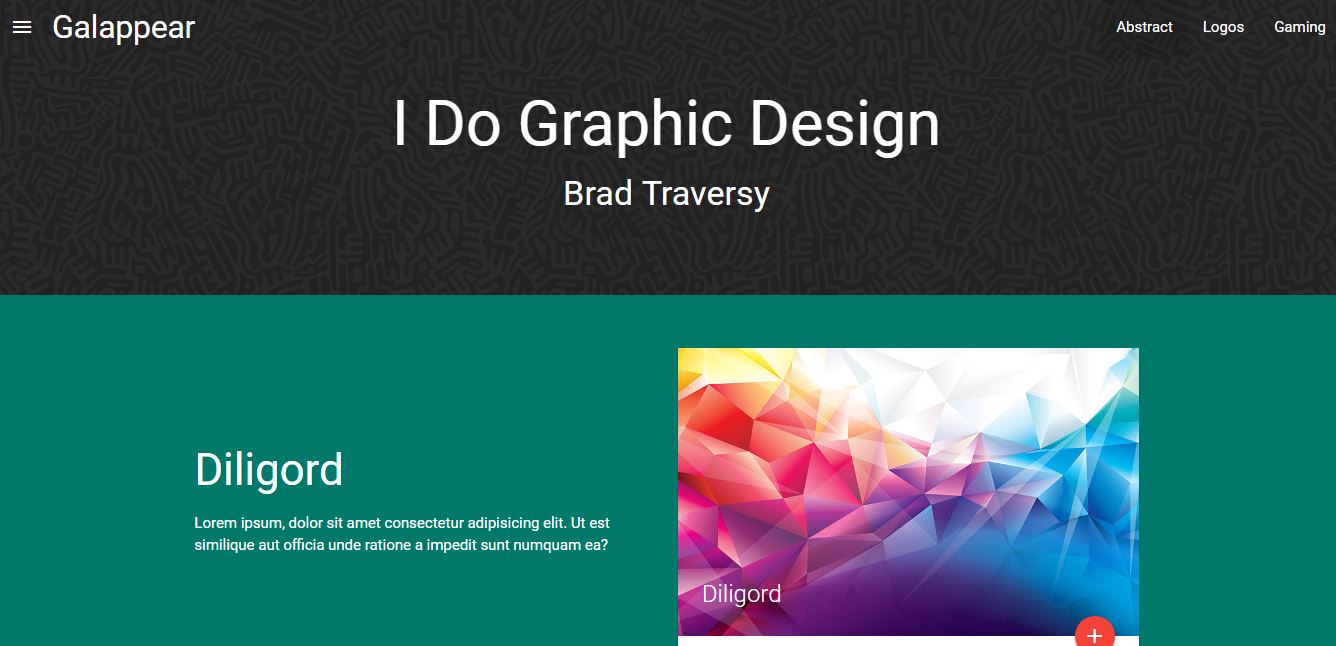 Galappear
Abstract
Logos
Gaming
I Do Graphic Design
Brad Traversy
Diligord
Lorem ipsum, dolor sit amet consectetur adipisicing elit. Ut est
similique aut officia unde ratione a impedit sunt numquam ea?
Diligord